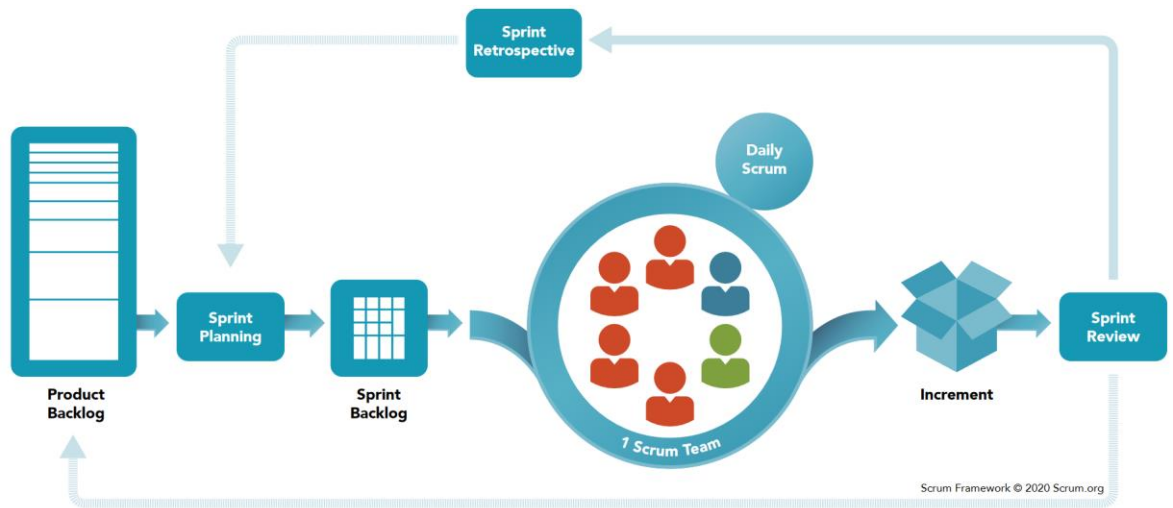 Sprint
Retrospective
Daily
Scrum
Sprint
Planning
Sprint
Review
Product
Backlog
Sprint
Backlog
Increment
1 Scrum Team
Scrum Framework © 2020 Scrum.org